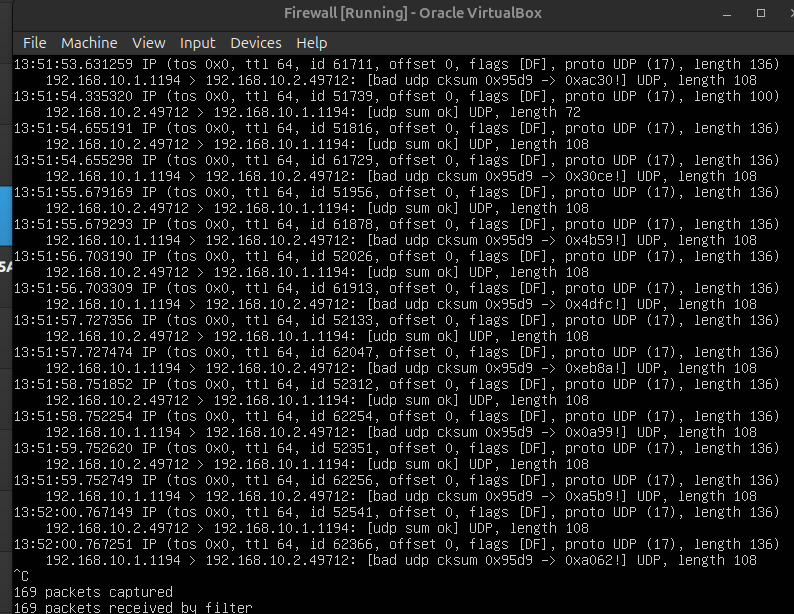 Firewall [Running] - Oracle VirtualBox
File Machine View Input Devices Help
13:51:53.631259 IP (tos 0x0, ttl 64, id 61711, offset 0, flags [DF], proto UDP (17), length 136)
192.168.10.1.1194 > 192.168.10.2.49712: [bad udp cksum 0x95d9 -> 0xac30!] UDP, length 108
13:51:54.335320 IP (tos 0x0, ttl 64, id 51739, offset 0, flags [DF], proto UDP (17), length 100)
192.168.10.2.49712 > 192.168.10.1.1194: [udp sum ok] UDP, length 72
13:51:54.655191 IP (tos 0x0, ttl 64, id 51816, offset 0, flags [DF], proto UDP (17), length 136)
192.168.10.2.49712 > 192.168.10.1.1194: [udp sum ok] UDP, length 108
13:51:54.655298 IP (tos 0x0, ttl 64, id 61729, offset 0, flags [DF], proto UDP (17), length 136)
192.168.10.1.1194 > 192.168.10.2.49712: [bad udp cksum 0x95d9 -> 0x30ce!] UDP, length 108
13:51:55.679169 IP (tos 0x0, ttl 64, id 51956, offset 0, flags [DF], proto UDP (17), length 136)
192.168.10.2.49712 > 192.168.10.1.1194: [udp sum ok] UDP, length 108
13:51:55.679293 IP (tos 0x0, ttl 64, id 61878, offset 0, flags [DF], proto UDP (17), length 136)
192.168.10.1.1194 > 192.168.10.2.49712: [bad udp cksum 0x95d9 -> 0x4b59!] UDP, length 108
13:51:56.703190 IP (tos 0x0, ttl 64, id 52026, offset 0, flags [DF], proto UDP (17), length 136)
192.168.10.2.49712 > 192.168.10.1.1194: [udp sum ok] UDP, length 108
13:51:56.703309 IP (tos 0x0, ttl 64, id 61913, offset 0, flags [DF], proto UDP (17), length 136)
192.168.10.1.1194 > 192.168.10.2.49712: [bad udp cksum 0x95d9 -> 0x4dfc!] UDP, length 108
13:51:57.727356 IP (tos 0x0, ttl 64, id 52133, offset 0, flags [DF], proto UDP (17), length 136)
192.168.10.2.49712 > 192.168.10.1.1194: [udp sum ok] UDP, length 108
13:51:57.727474 IP (tos 0x0, ttl 64, id 62047, offset 0, flags [DF], proto UDP (17), length 136)
192.168.10.1.1194 > 192.168.10.2.49712: [bad udp cksum 0x95d9 -> 0xeb8a!] UDP, length 108
13:51:58.751852 IP (tos 0x0, ttl 64, id 52312, offset 0, flags [DF], proto UDP (17), length 136)
192.168.10.2.49712 > 192.168.10.1.1194: [udp sum ok] UDP, length 108
13:51:58.752254 IP (tos 0x0, ttl 64, id 62254, offset 0, flags [DF], proto UDP (17), length 136)
192.168.10.1.1194 > 192.168.10.2.49712: [bad udp cksum 0x95d9 -> 0x0a99!] UDP, length 108
13:51:59.752620 IP (tos 0x0, ttl 64, id 52351, offset 0, flags [DF], proto UDP (17), length 136)
192.168.10.2.49712 > 192.168.10.1.1194: [udp sum ok] UDP, length 108
13:51:59.752749 IP (tos 0x0, ttl 64, id 62256, offset 0, flags [DF], proto UDP (17), length 136)
192.168.10.1.1194 > 192.168.10.2.49712: [bad udp cksum 0x95d9 -> 0xa5b9!] UDP, length 108
13:52:00.767149 IP (tos 0x0, ttl 64, id 52541, offset 0, flags [DF], proto UDP (17), length 136)
192.168.10.2.49712 > 192.168.10.1.1194: [udp sum ok] UDP, length 108
13:52:00.767251 IP (tos 0x0, ttl 64, id 62366, offset 0, flags [DF], proto UDP (17), length 136)
192.168.10.1.1194 > 192.168.10.2.49712: [bad udp cksum 0x95d9 -> 0xa062!] UDP, length 108
^C
169 packets captured
169 packets received by filter